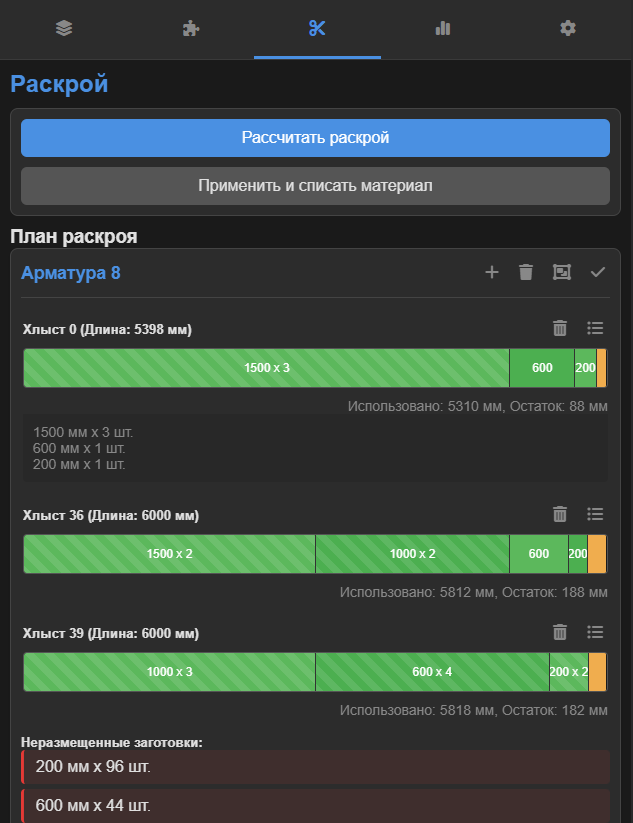 Раскрой
Рассчитать раскрой
Применить и списать материал
План раскроя
Арматура 8
Хлыст 0 (Длина: 5398 мм)
1500 x 3 600 200
Использовано: 5310 мм, Остаток: 88 мм
1500 мм x 3 шт.
600 мм x 1 шт.
200 мм x 1 шт.
Хлыст 36 (Длина: 6000 мм)
1500 x 2 1000 x 2 600 200
Использовано: 5812 мм, Остаток: 188 мм
Хлыст 39 (Длина: 6000 мм)
1000 x 3 600 x 4 200 x 2
Использовано: 5818 мм, Остаток: 182 мм
Неразмещенные заготовки:
200 мм x 96 шт.
600 мм x 44 шт.